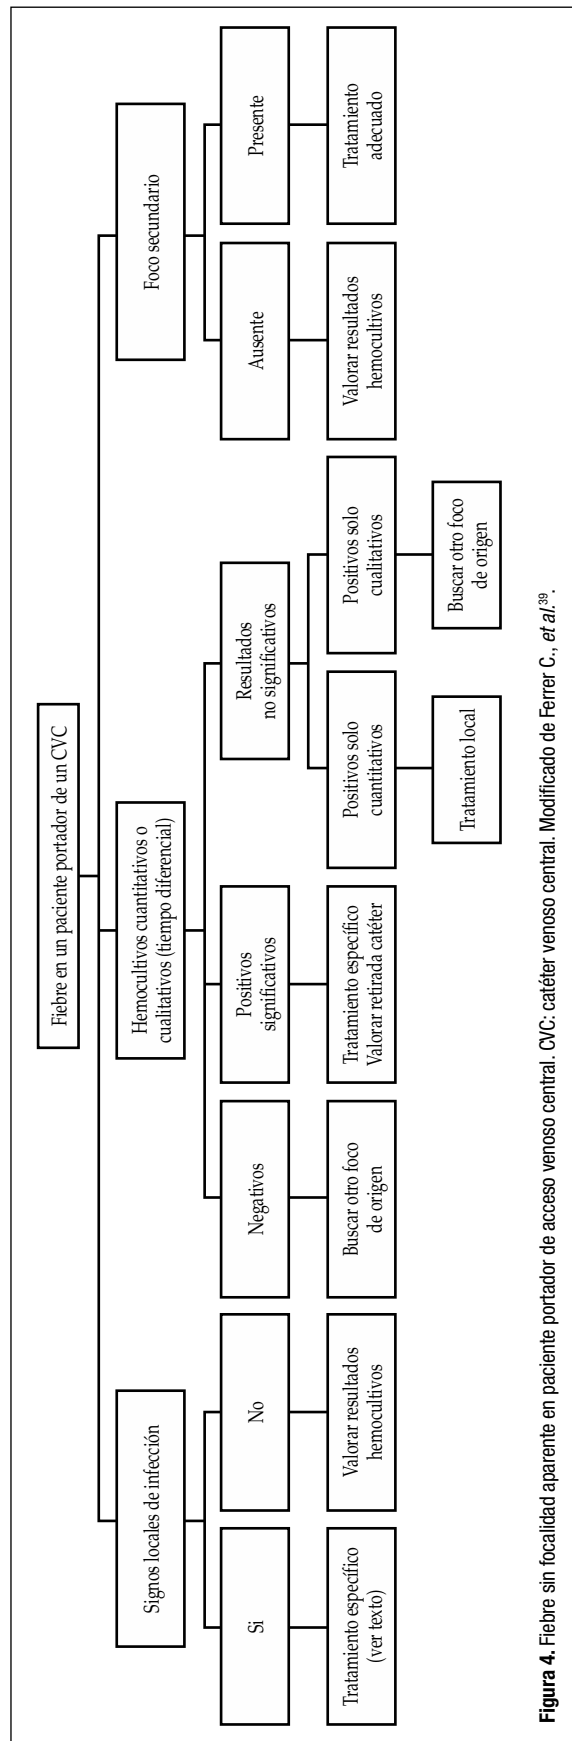 Fiebre en un paciente portador de un CVC
Signos locales de infección
Si
Tratamiento específico
(ver texto)
No
Valorar resultados
hemocultivos
Hemocultivos cuantitativos o
cualitativos (tiempo diferencial)
Negativos
Buscar otro foco
de origen
Positivos
significativos
Tratamiento específico
Valorar retirada catéter
Resultados
no significativos
Positivos solo
cuantitativos
Tratamiento local
Positivos solo
cualitativos
Buscar otro foco
de origen
Foco secundario
Ausente
Valorar resultados
hemocultivos
Presente
Tratamiento
adecuado
Figura 4. Fiebre sin focalidad aparente en paciente portador de acceso venoso central. CVC: catéter venoso central. Modificado de Ferrer C., et al.39.